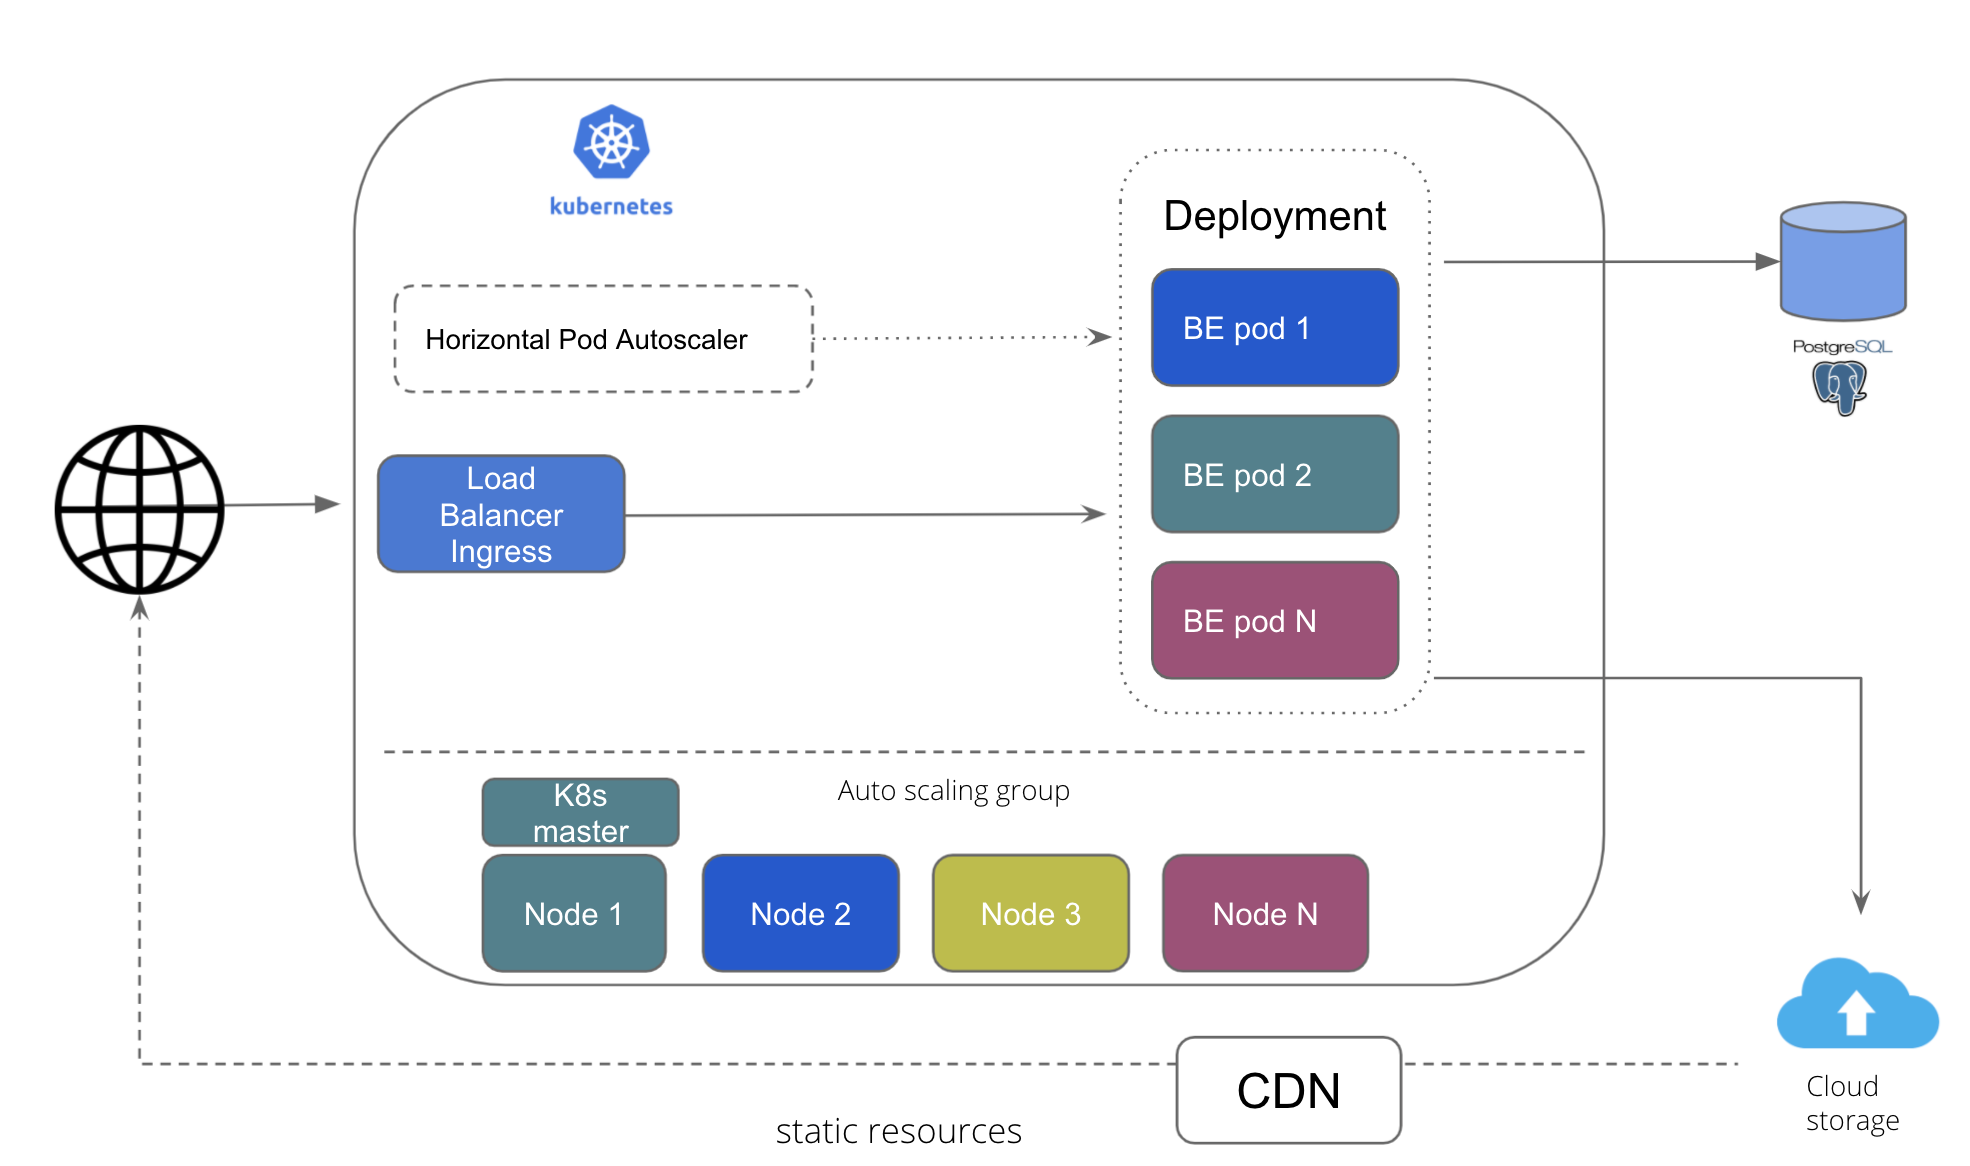 kubernetes
Deployment
Horizontal Pod Autoscaler
BE pod 1
PostgreSQL
BE pod 2
Load
Balancer
Ingress
BE pod N
Auto scaling group
K8s
master
Node 1
Node 2
Node 3
Node N
CDN
static resources
Cloud
storage